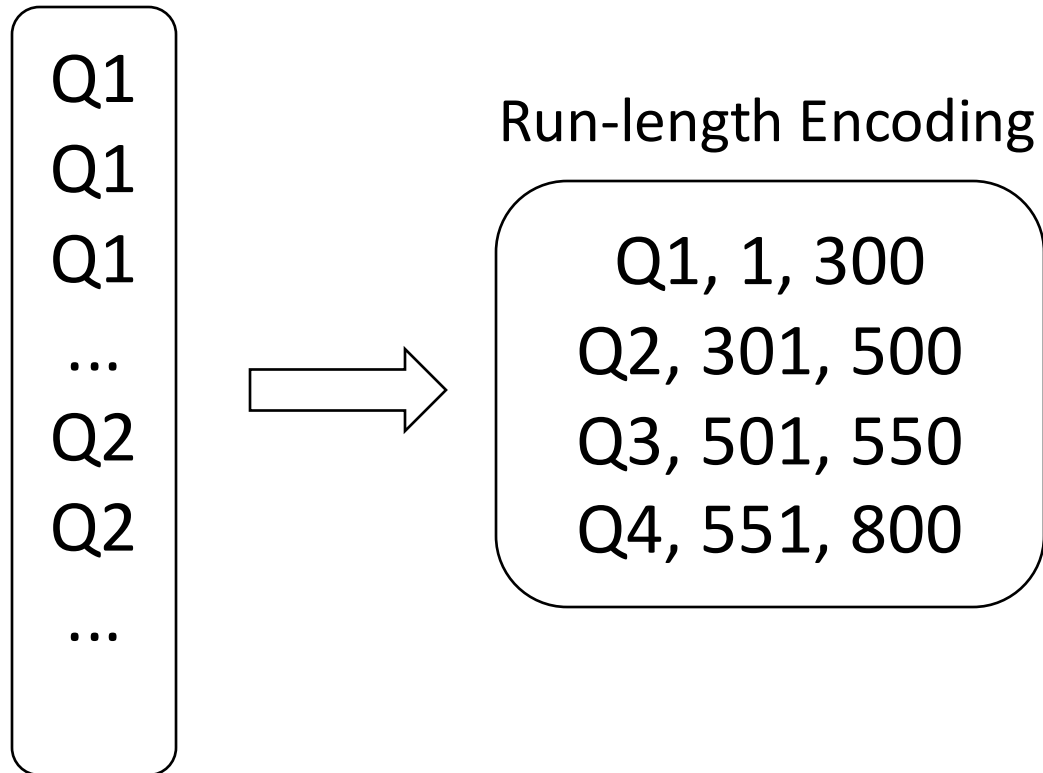 Q1
Q1
Q1
...
Q2
Q2
...
Run-length Encoding
Q1, 1, 300
Q2, 301, 500
Q3, 501, 550
Q4, 551, 800